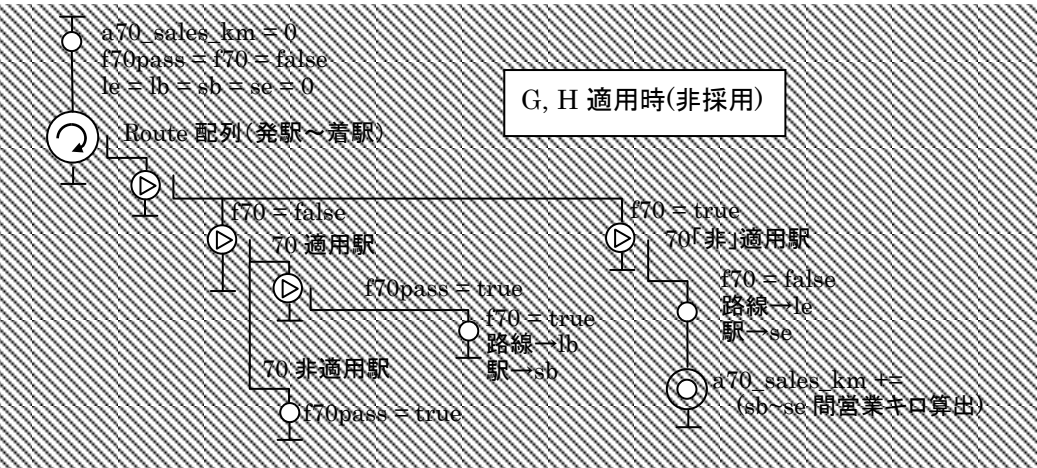 a70_sales_km = 0
f70pass = f70 = false
le = lb = sb = se = 0
G, H 適用時(非採用)
Route 配列(発駅～着駅)
f70 = false
70 適用駅
f70pass = true
f70 = true
路線→lb
駅→sb
70 非適用駅
f70pass = true
f70 = true
70「非」適用駅
f70 = false
路線→le
駅→se
a70_sales_km +=
(sb~se 間営業キロ算出)